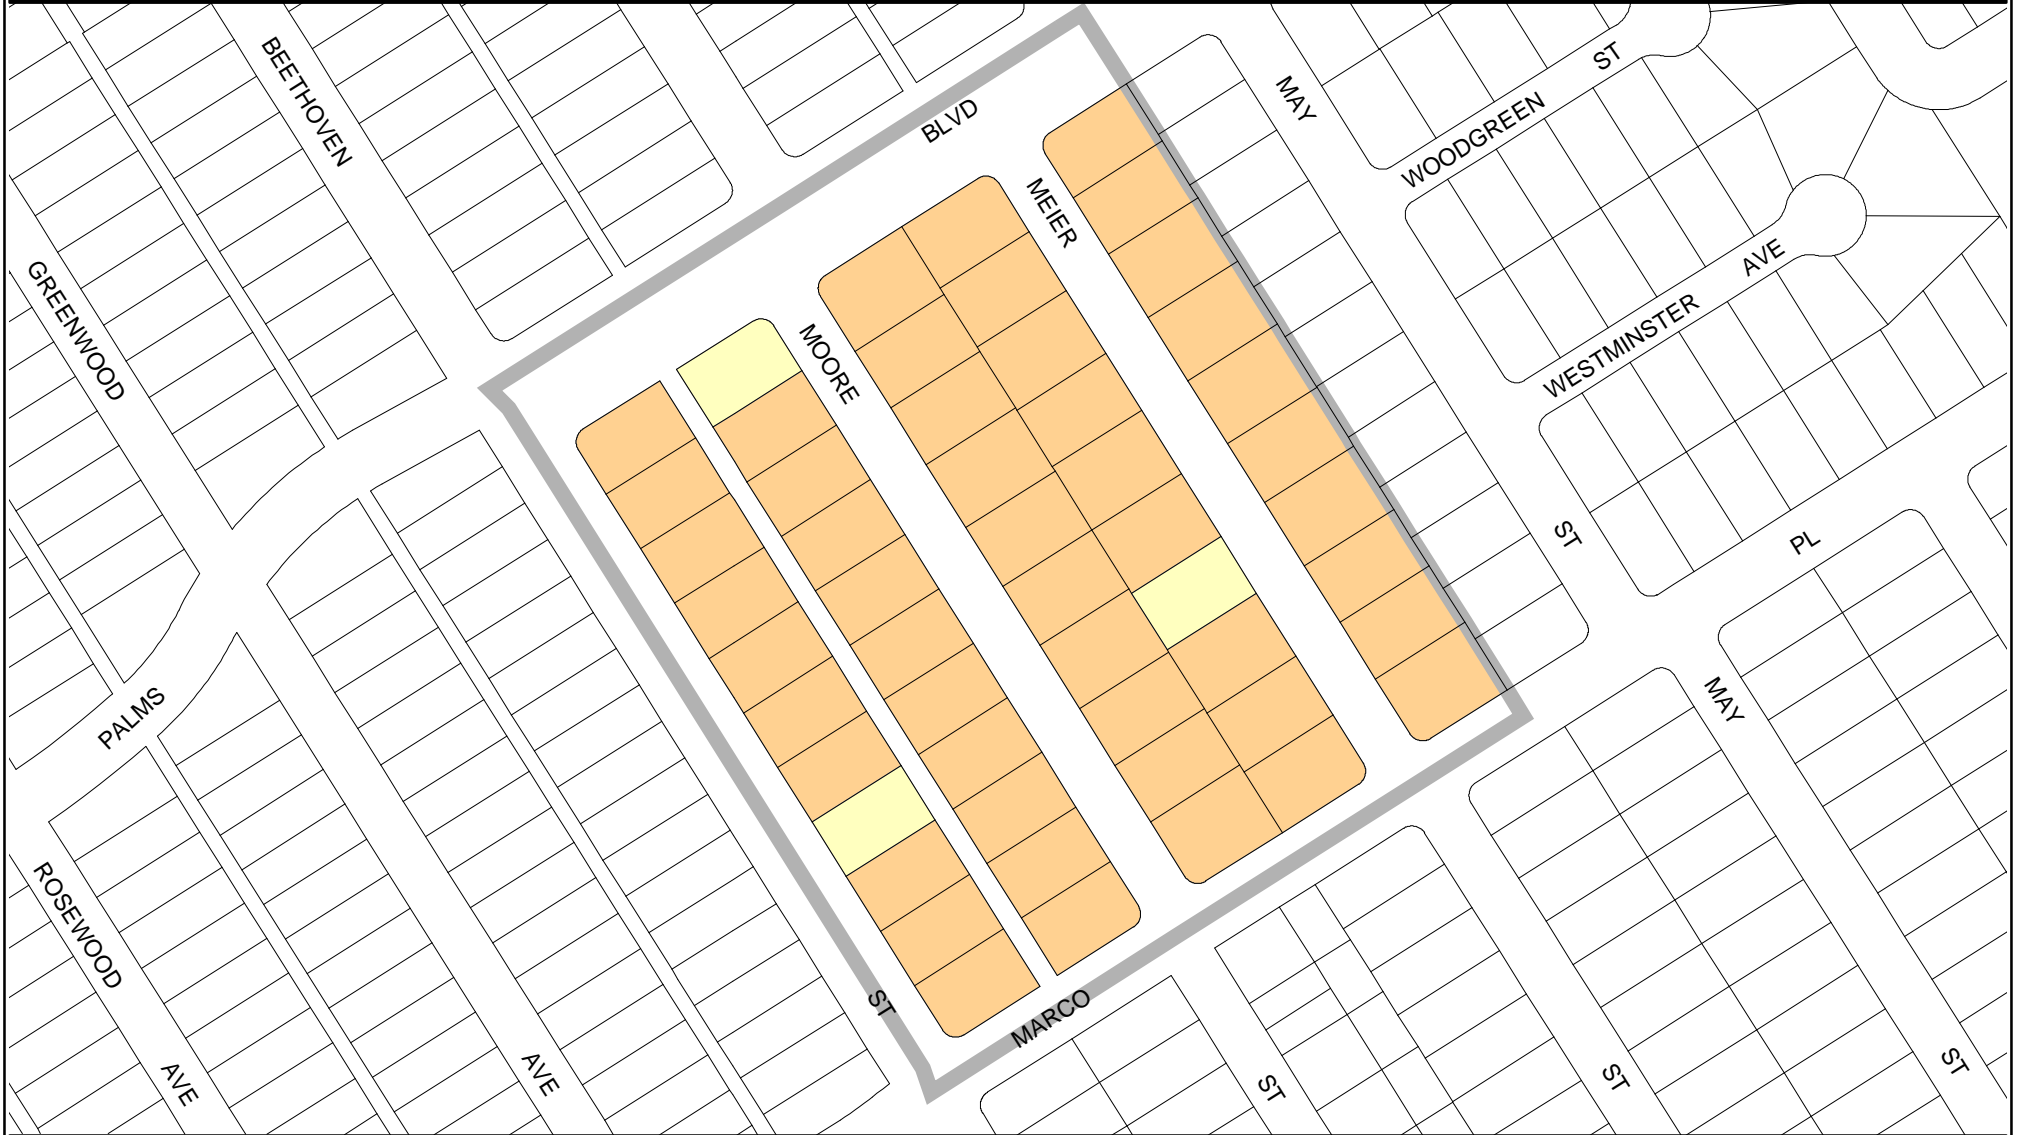 BEETHOVEN
MAY
WOODGREEN ST
BLVD
MEIER
GREENWOOD
WESTMINSTER AVE
MOORE
ST
PL
PALMS
MAY
ROSEWOOD
ST
MARCO
AVE
AVE
ST
ST
ST